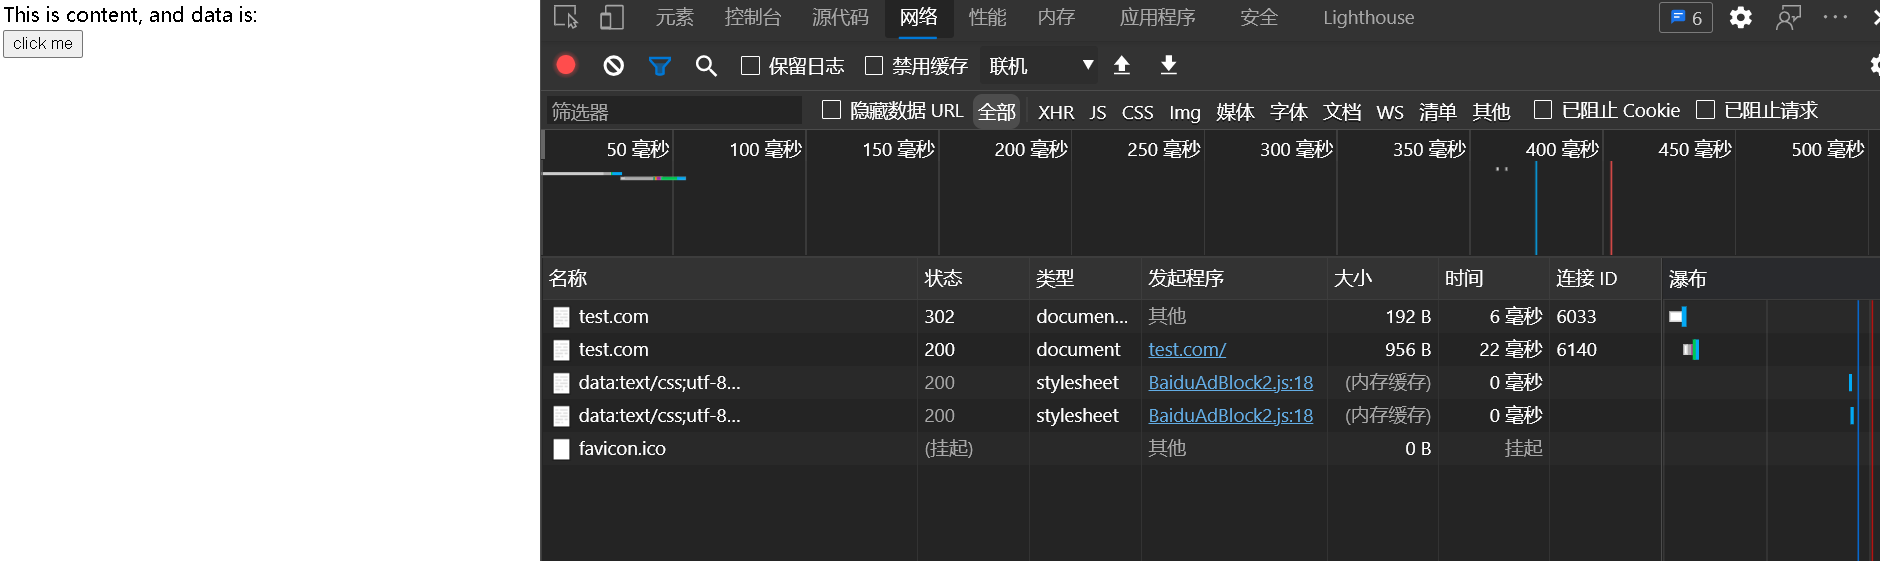 This is content, and data is:
click me
元素 控制台 源代码 网络 性能 内存 应用程序 安全 Lighthouse 6
保留日志 禁用缓存 联机
筛选器 隐藏数据 URL 全部 XHR JS CSS Img 媒体 字体 文档 WS 清单 其他 已阻止 Cookie 已阻止请求
50 毫秒 100 毫秒 150 毫秒 200 毫秒 250 毫秒 300 毫秒 350 毫秒 400 毫秒 450 毫秒 500 毫秒
名称 状态 类型 发起程序 大小 时间 连接 ID 瀑布
test.com 302 documen... 其他 192 B 6 毫秒 6033
test.com 200 document test.com/ 956 B 22 毫秒 6140
data:text/css;utf-8... 200 stylesheet BaiduAdBlock2.js:18 (内存缓存) 0 毫秒
data:text/css;utf-8... 200 stylesheet BaiduAdBlock2.js:18 (内存缓存) 0 毫秒
favicon.ico (挂起) 其他 0 B 挂起